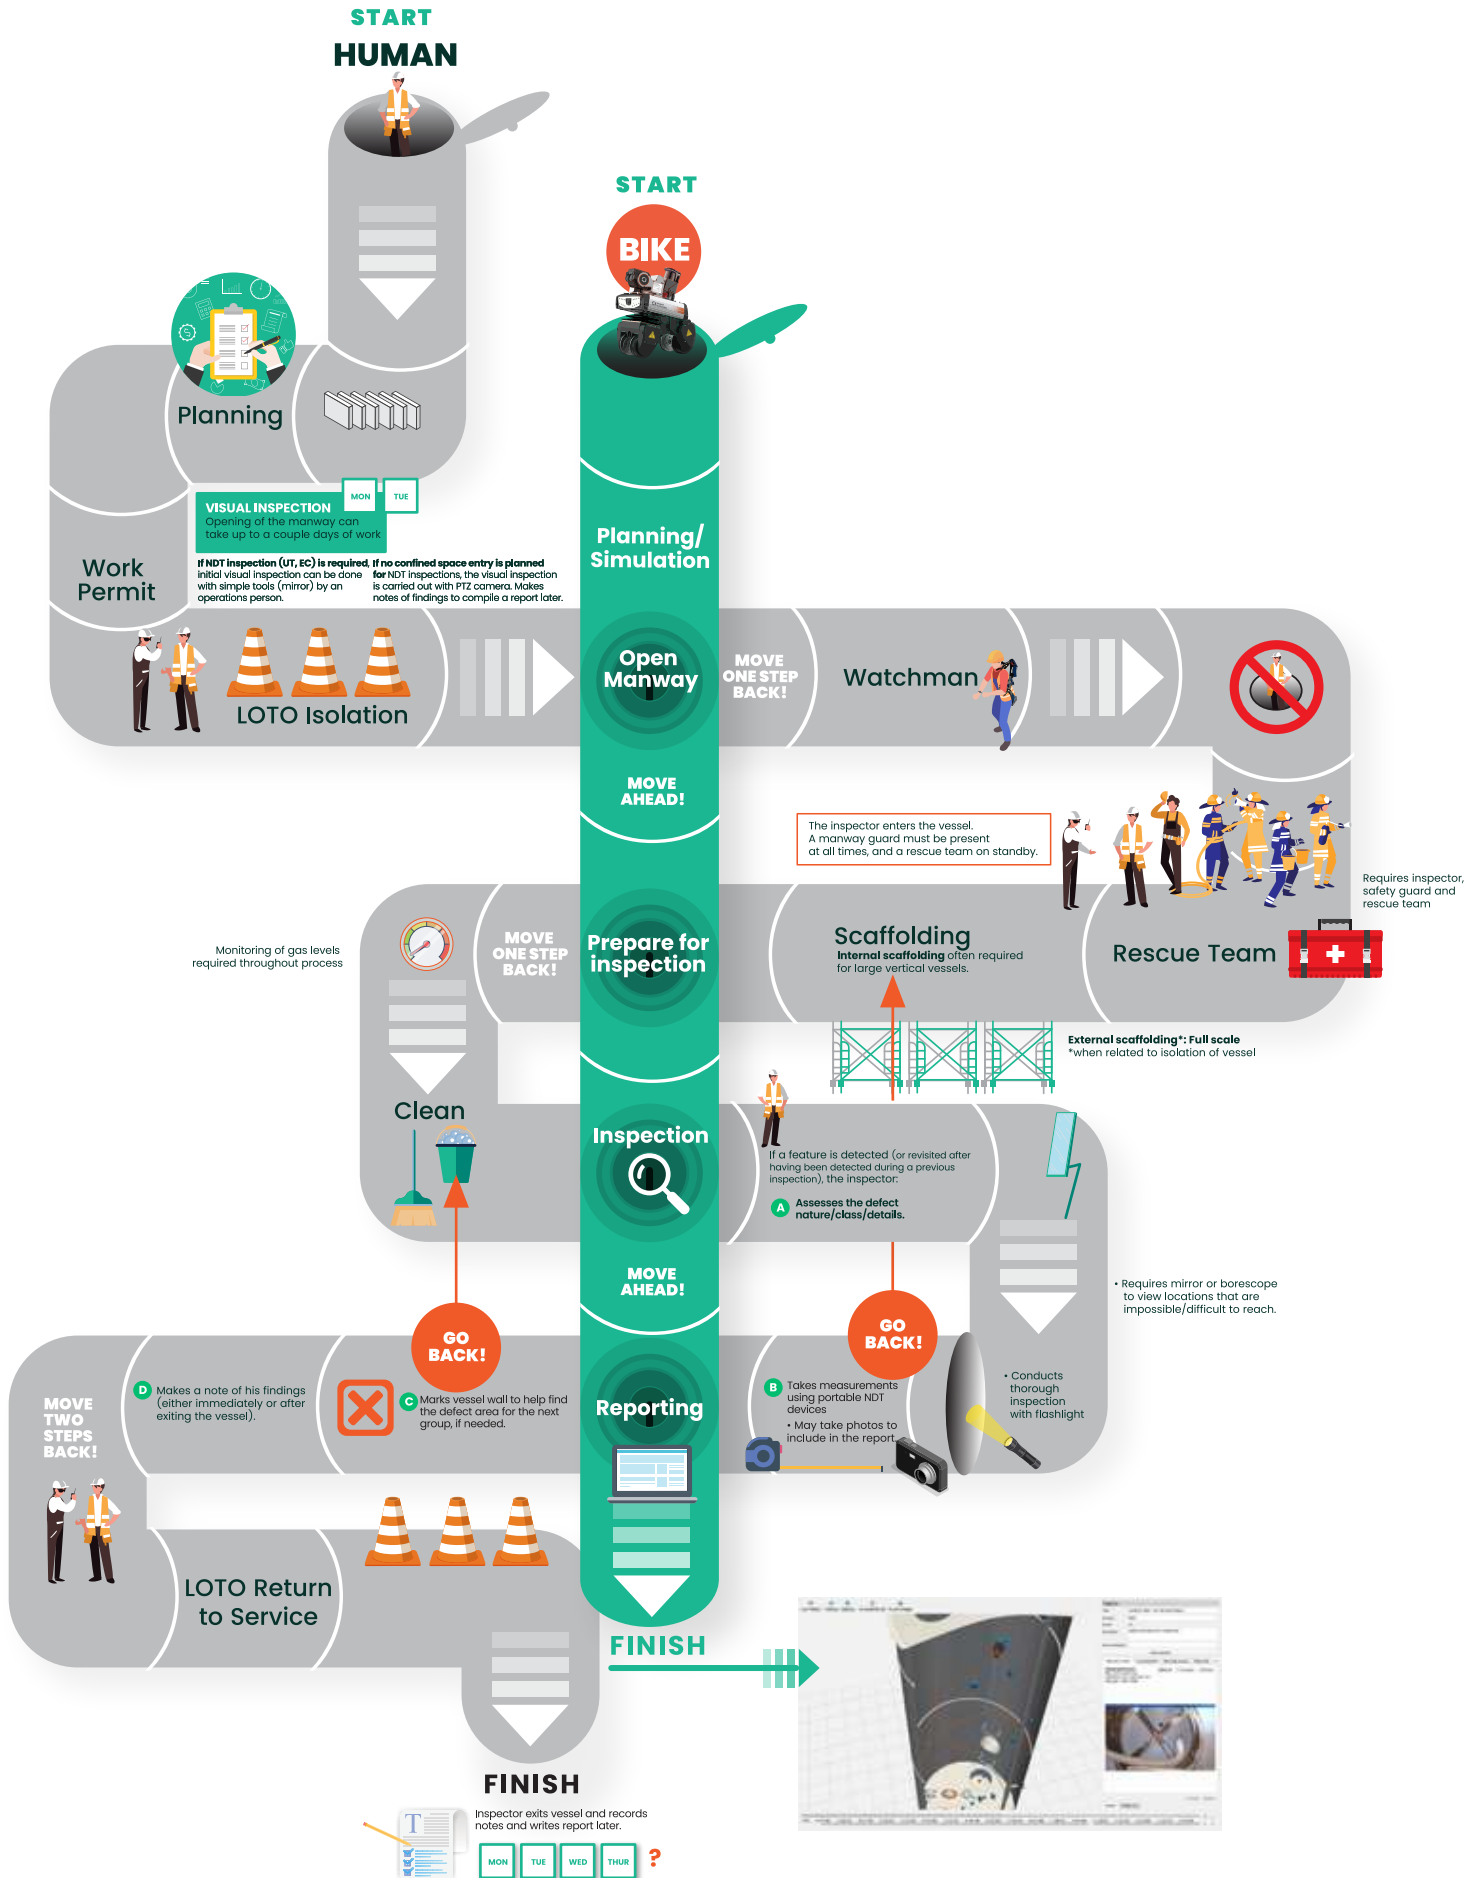 START
HUMAN
START
BIKE
Planning
MON
TUE
VISUAL INSPECTION
Opening of the manway can
take up to a couple days of work
If NDT inspection (UT, EC) is required,
initial visual inspection can be done
with simple tools (mirror) by an
operations person.
If no confined space entry is planned
for NDT inspections, the visual inspection
is carried out with PTZ camera. Makes
notes of findings to compile a report later.
Work
Permit
Planning/
Simulation
LOTO Isolation
Open
Manway
MOVE
ONE STEP
BACK!
Watchman
MOVE
AHEAD!
The inspector enters the vessel.
A manway guard must be present
at all times, and a rescue team on standby.
Requires inspector,
safety guard and
rescue team
Rescue Team
Scaffolding
Internal scaffolding often required
for large vertical vessels.
External scaffolding*: Full scale
*when related to isolation of vessel
Prepare for
inspection
MOVE
ONE STEP
BACK!
Monitoring of gas levels
required throughout process
Clean
Inspection
If a feature is detected (or revisited after
having been detected during a previous
inspection), the inspector:
A Assesses the defect
nature/class/details.
MOVE
AHEAD!
• Requires mirror or borescope
to view locations that are
impossible/difficult to reach.
• Conducts
thorough
inspection
with flashlight
GO
BACK!
B Takes measurements
using portable NDT
devices
• May take photos to
include in the report
Reporting
GO
BACK!
C Marks vessel wall to help find
the defect area for the next
group, if needed.
D Makes a note of his findings
(either immediately or after
exiting the vessel).
MOVE
TWO
STEPS
BACK!
LOTO Return
to Service
FINISH
FINISH
T
Inspector exits vessel and records
notes and writes report later.
MON
TUE
WED
THUR
?